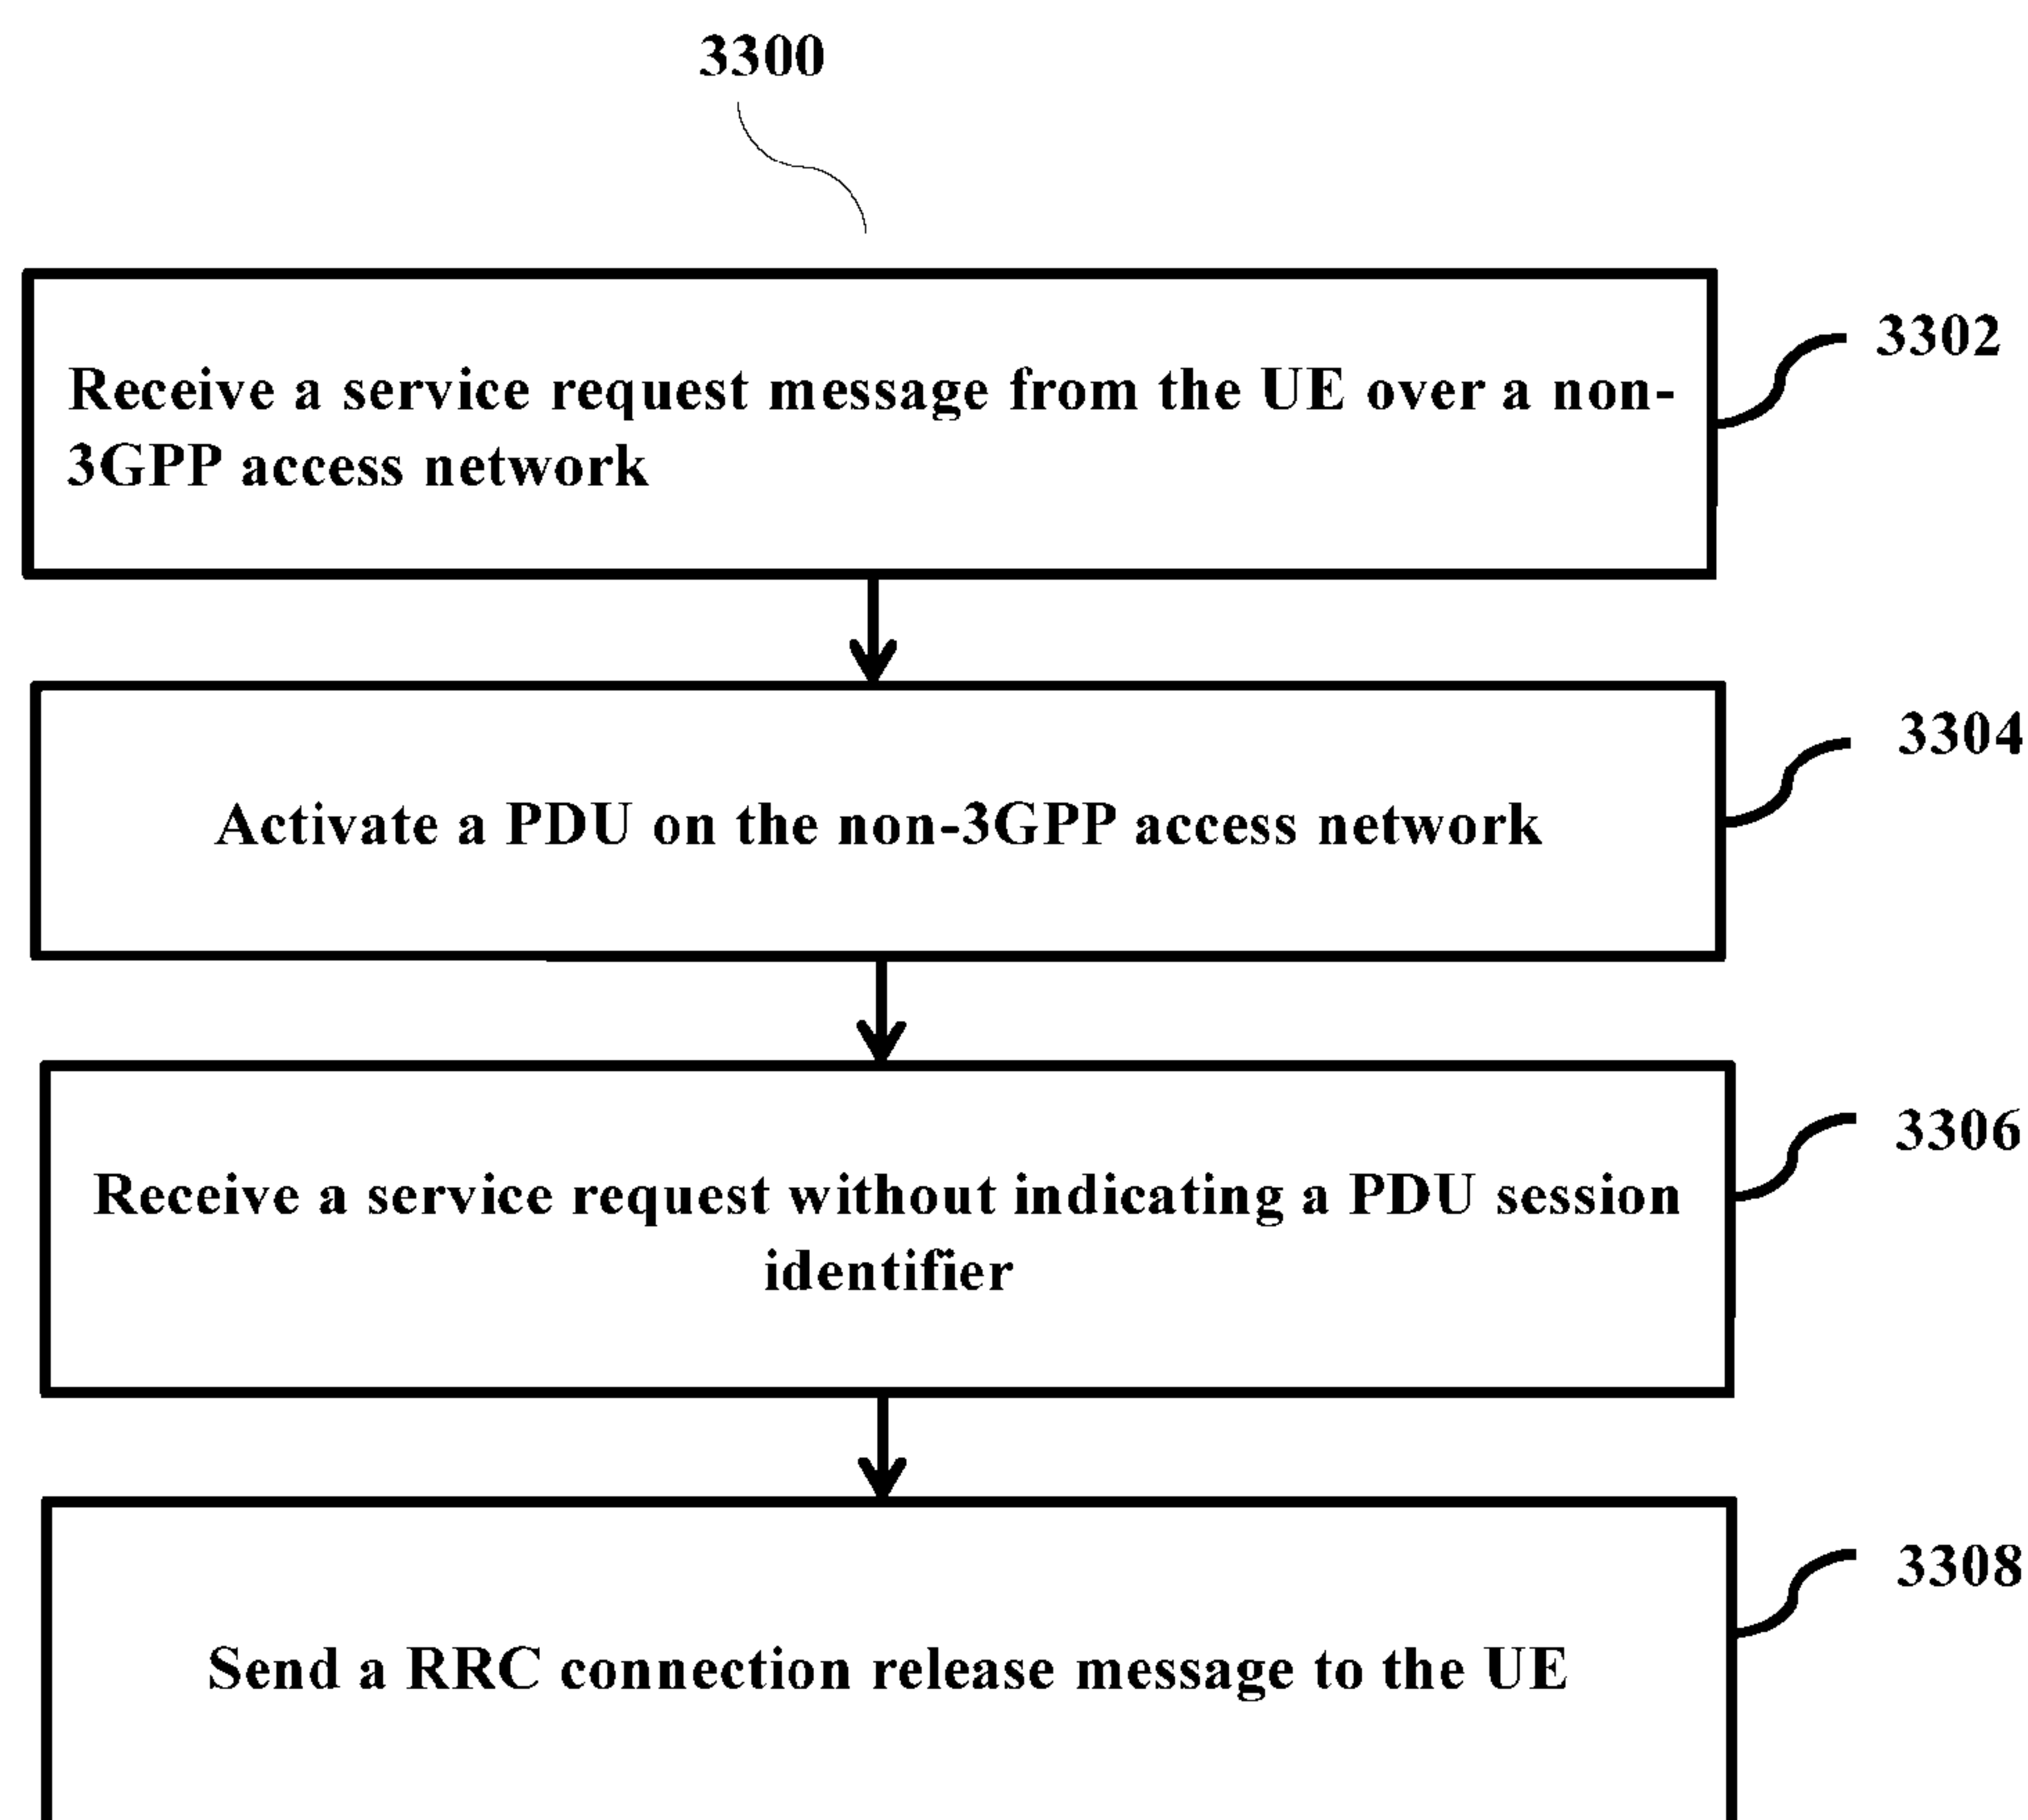 3300
3302
Receive a service request message from the UE over a non-
3GPP access network
3304
Activate a PDU on the non-3GPP access network
3306
Receive a service request without indicating a PDU session
identifier
3308
Send a RRC connection release message to the UE